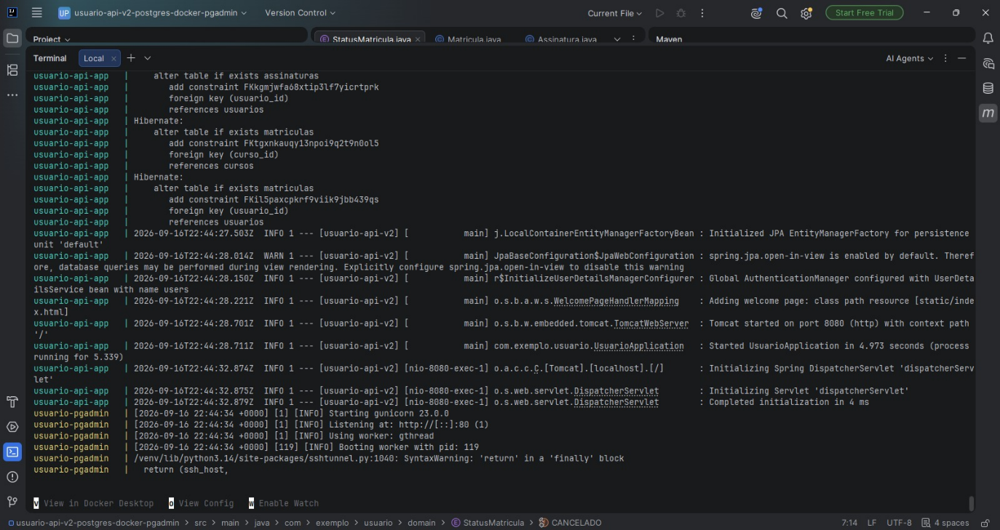 UP usuario-api-v2-postgres-docker-pgadmin Version Control Current File Start Free Trial
Project StatusMatricula.java Matricula.java Assinatura.java Maven
Terminal Local AI Agents
usuario-api-app | alter table if exists assinaturas
usuario-api-app | add constraint FKkgmjwfa68xtip3lf7yicrtprk
usuario-api-app | foreign key (usuario_id)
usuario-api-app | references usuarios
usuario-api-app | Hibernate:
usuario-api-app | alter table if exists matriculas
usuario-api-app | add constraint FKtgxnkauqy13npoi9q2t9n0ol5
usuario-api-app | foreign key (curso_id)
usuario-api-app | references cursos
usuario-api-app | Hibernate:
usuario-api-app | alter table if exists matriculas
usuario-api-app | add constraint FKil5paxcpkrf9viik9jbb439qs
usuario-api-app | foreign key (usuario_id)
usuario-api-app | references usuarios
usuario-api-app | 2026-09-16T22:44:27.503Z INFO 1 --- [usuario-api-v2] [ main] j.LocalContainerEntityManagerFactoryBean : Initialized JPA EntityManagerFactory for persistence
unit 'default'
usuario-api-app | 2026-09-16T22:44:28.014Z WARN 1 --- [usuario-api-v2] [ main] JpaBaseConfiguration$JpaWebConfiguration : spring.jpa.open-in-view is enabled by default. Theref
ore, database queries may be performed during view rendering. Explicitly configure spring.jpa.open-in-view to disable this warning
usuario-api-app | 2026-09-16T22:44:28.150Z INFO 1 --- [usuario-api-v2] [ main] r$InitializeUserDetailsManagerConfigurer : Global AuthenticationManager configured with UserDeta
ilsService bean with name users
usuario-api-app | 2026-09-16T22:44:28.221Z INFO 1 --- [usuario-api-v2] [ main] o.s.b.a.w.s.WelcomePageHandlerMapping : Adding welcome page: class path resource [static/inde
x.html]
usuario-api-app | 2026-09-16T22:44:28.701Z INFO 1 --- [usuario-api-v2] [ main] o.s.b.w.embedded.tomcat.TomcatWebServer : Tomcat started on port 8080 (http) with context path
'/'
usuario-api-app | 2026-09-16T22:44:28.711Z INFO 1 --- [usuario-api-v2] [ main] com.exemplo.usuario.UsuarioApplication : Started UsuarioApplication in 4.973 seconds (process
running for 5.339)
usuario-api-app | 2026-09-16T22:44:32.874Z INFO 1 --- [usuario-api-v2] [nio-8080-exec-1] o.a.c.c.C.[Tomcat].[localhost].[/] : Initializing Spring DispatcherServlet 'dispatcherServ
let'
usuario-api-app | 2026-09-16T22:44:32.875Z INFO 1 --- [usuario-api-v2] [nio-8080-exec-1] o.s.web.servlet.DispatcherServlet : Initializing Servlet 'dispatcherServlet'
usuario-api-app | 2026-09-16T22:44:32.879Z INFO 1 --- [usuario-api-v2] [nio-8080-exec-1] o.s.web.servlet.DispatcherServlet : Completed initialization in 4 ms
usuario-pgadmin | [2026-09-16 22:44:34 +0000] [1] [INFO] Starting gunicorn 23.0.0
usuario-pgadmin | [2026-09-16 22:44:34 +0000] [1] [INFO] Listening at: http://[::]:80 (1)
usuario-pgadmin | [2026-09-16 22:44:34 +0000] [1] [INFO] Using worker: gthread
usuario-pgadmin | [2026-09-16 22:44:34 +0000] [119] [INFO] Booting worker with pid: 119
usuario-pgadmin | /venv/lib/python3.14/site-packages/sshtunnel.py:1040: SyntaxWarning: 'return' in a 'finally' block
usuario-pgadmin | return (ssh_host,
v View in Docker Desktop o View Config w Enable Watch
usuario-api-v2-postgres-docker-pgadmin > src > main > java > com > exemplo > usuario > domain > StatusMatricula > CANCELADO 7:14 LF UTF-8 4 spaces